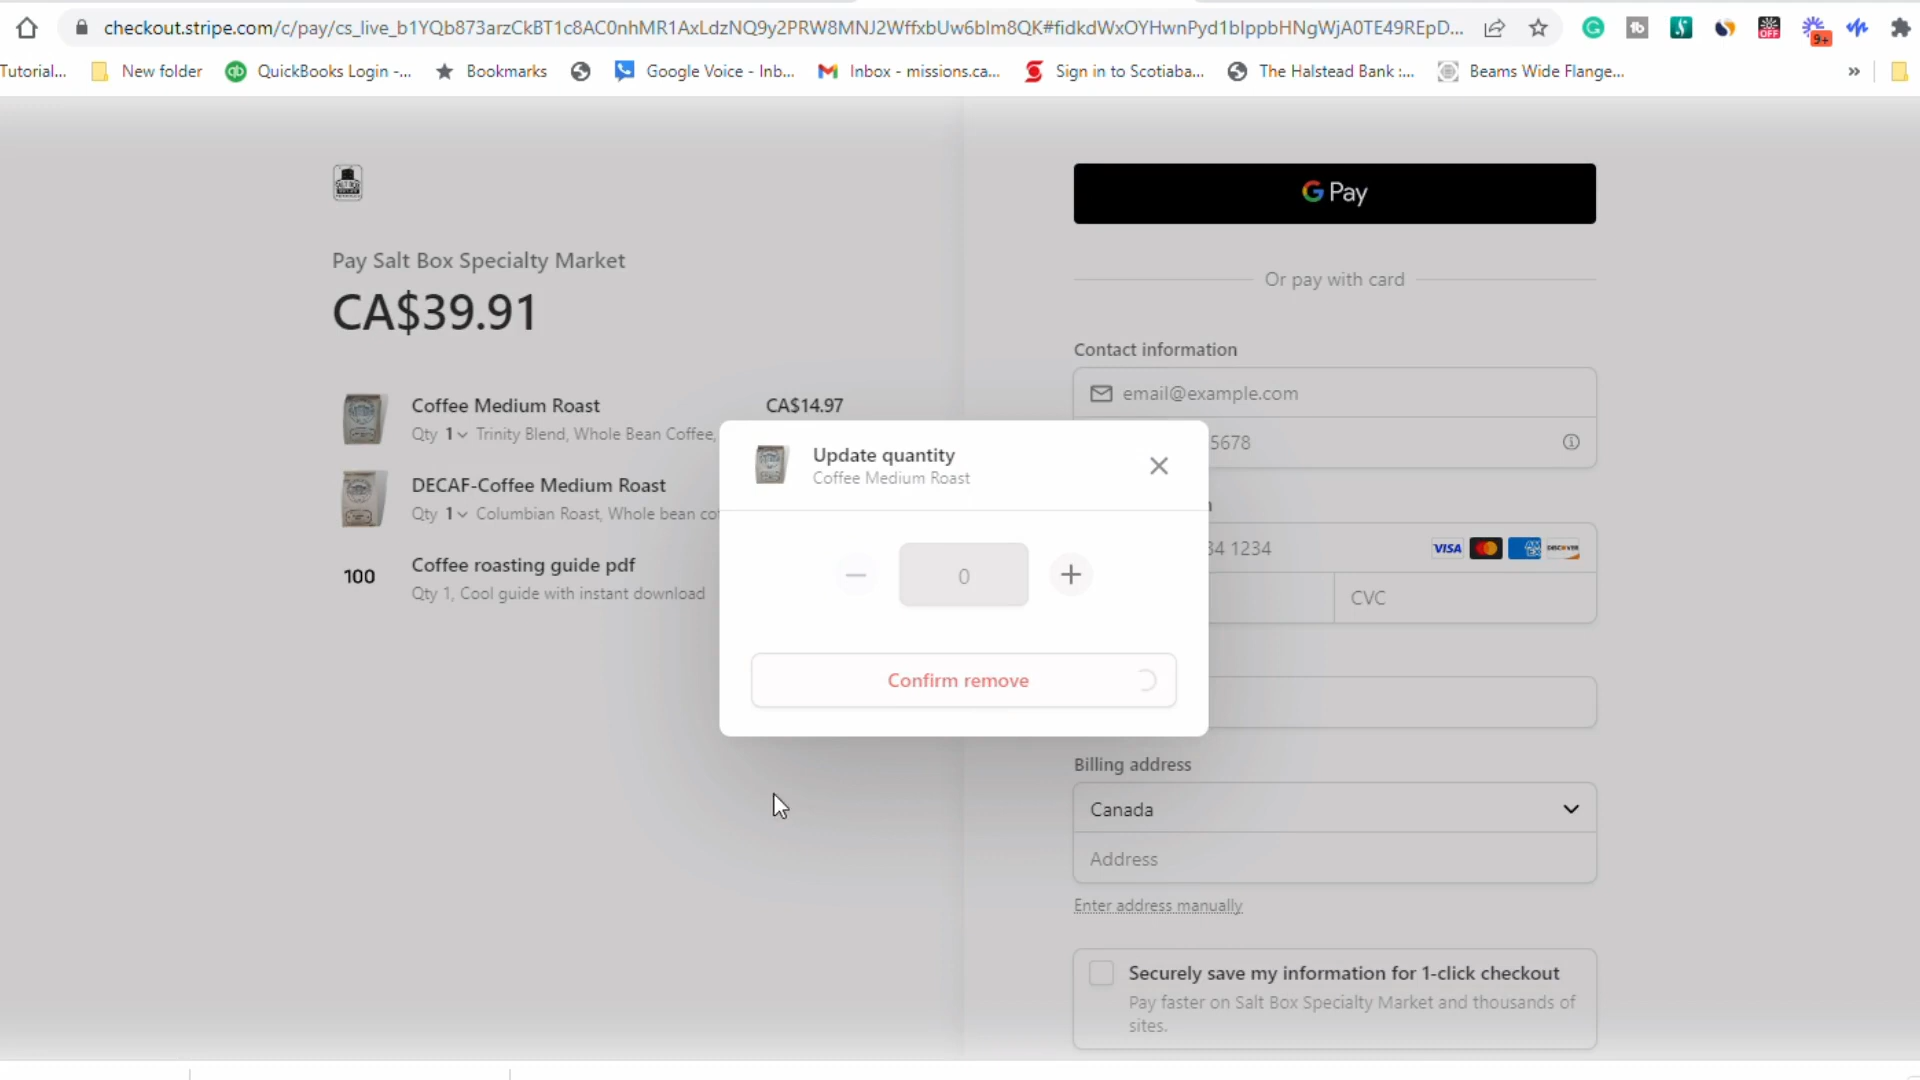 checkout.stripe.com/c/pay/cs_live_b1YQb873arzCkBT1c8AC0nhMR1AxLdzNQ9y2PRW8MNJ2WffxbUw6blm8QK#fidkdWxOYHwnPyd1blppbHNgWjA0TE49REpD...
9+
OFF
Tutorial...
New folder
QuickBooks Login -...
Bookmarks
Google Voice - Inb...
Inbox - missions.ca...
Sign in to Scotiaba...
The Halstead Bank :...
Beams Wide Flange...
»
SALT BOX
Pay Salt Box Specialty Market
CA$39.91
Coffee Medium Roast
CA$14.97
Qty 1 Trinity Blend, Whole Bean Coffee,
DECAF-Coffee Medium Roast
Qty 1 Columbian Roast, Whole bean co
100
Coffee roasting guide pdf
Qty 1, Cool guide with instant download
Update quantity
Coffee Medium Roast
0
Confirm remove
G Pay
Or pay with card
Contact information
email@example.com
5678
34 1234
VISA
AMEX
DISCOVER
CVC
Billing address
Canada
Address
Enter address manually
Securely save my information for 1-click checkout
Pay faster on Salt Box Specialty Market and thousands of
sites.